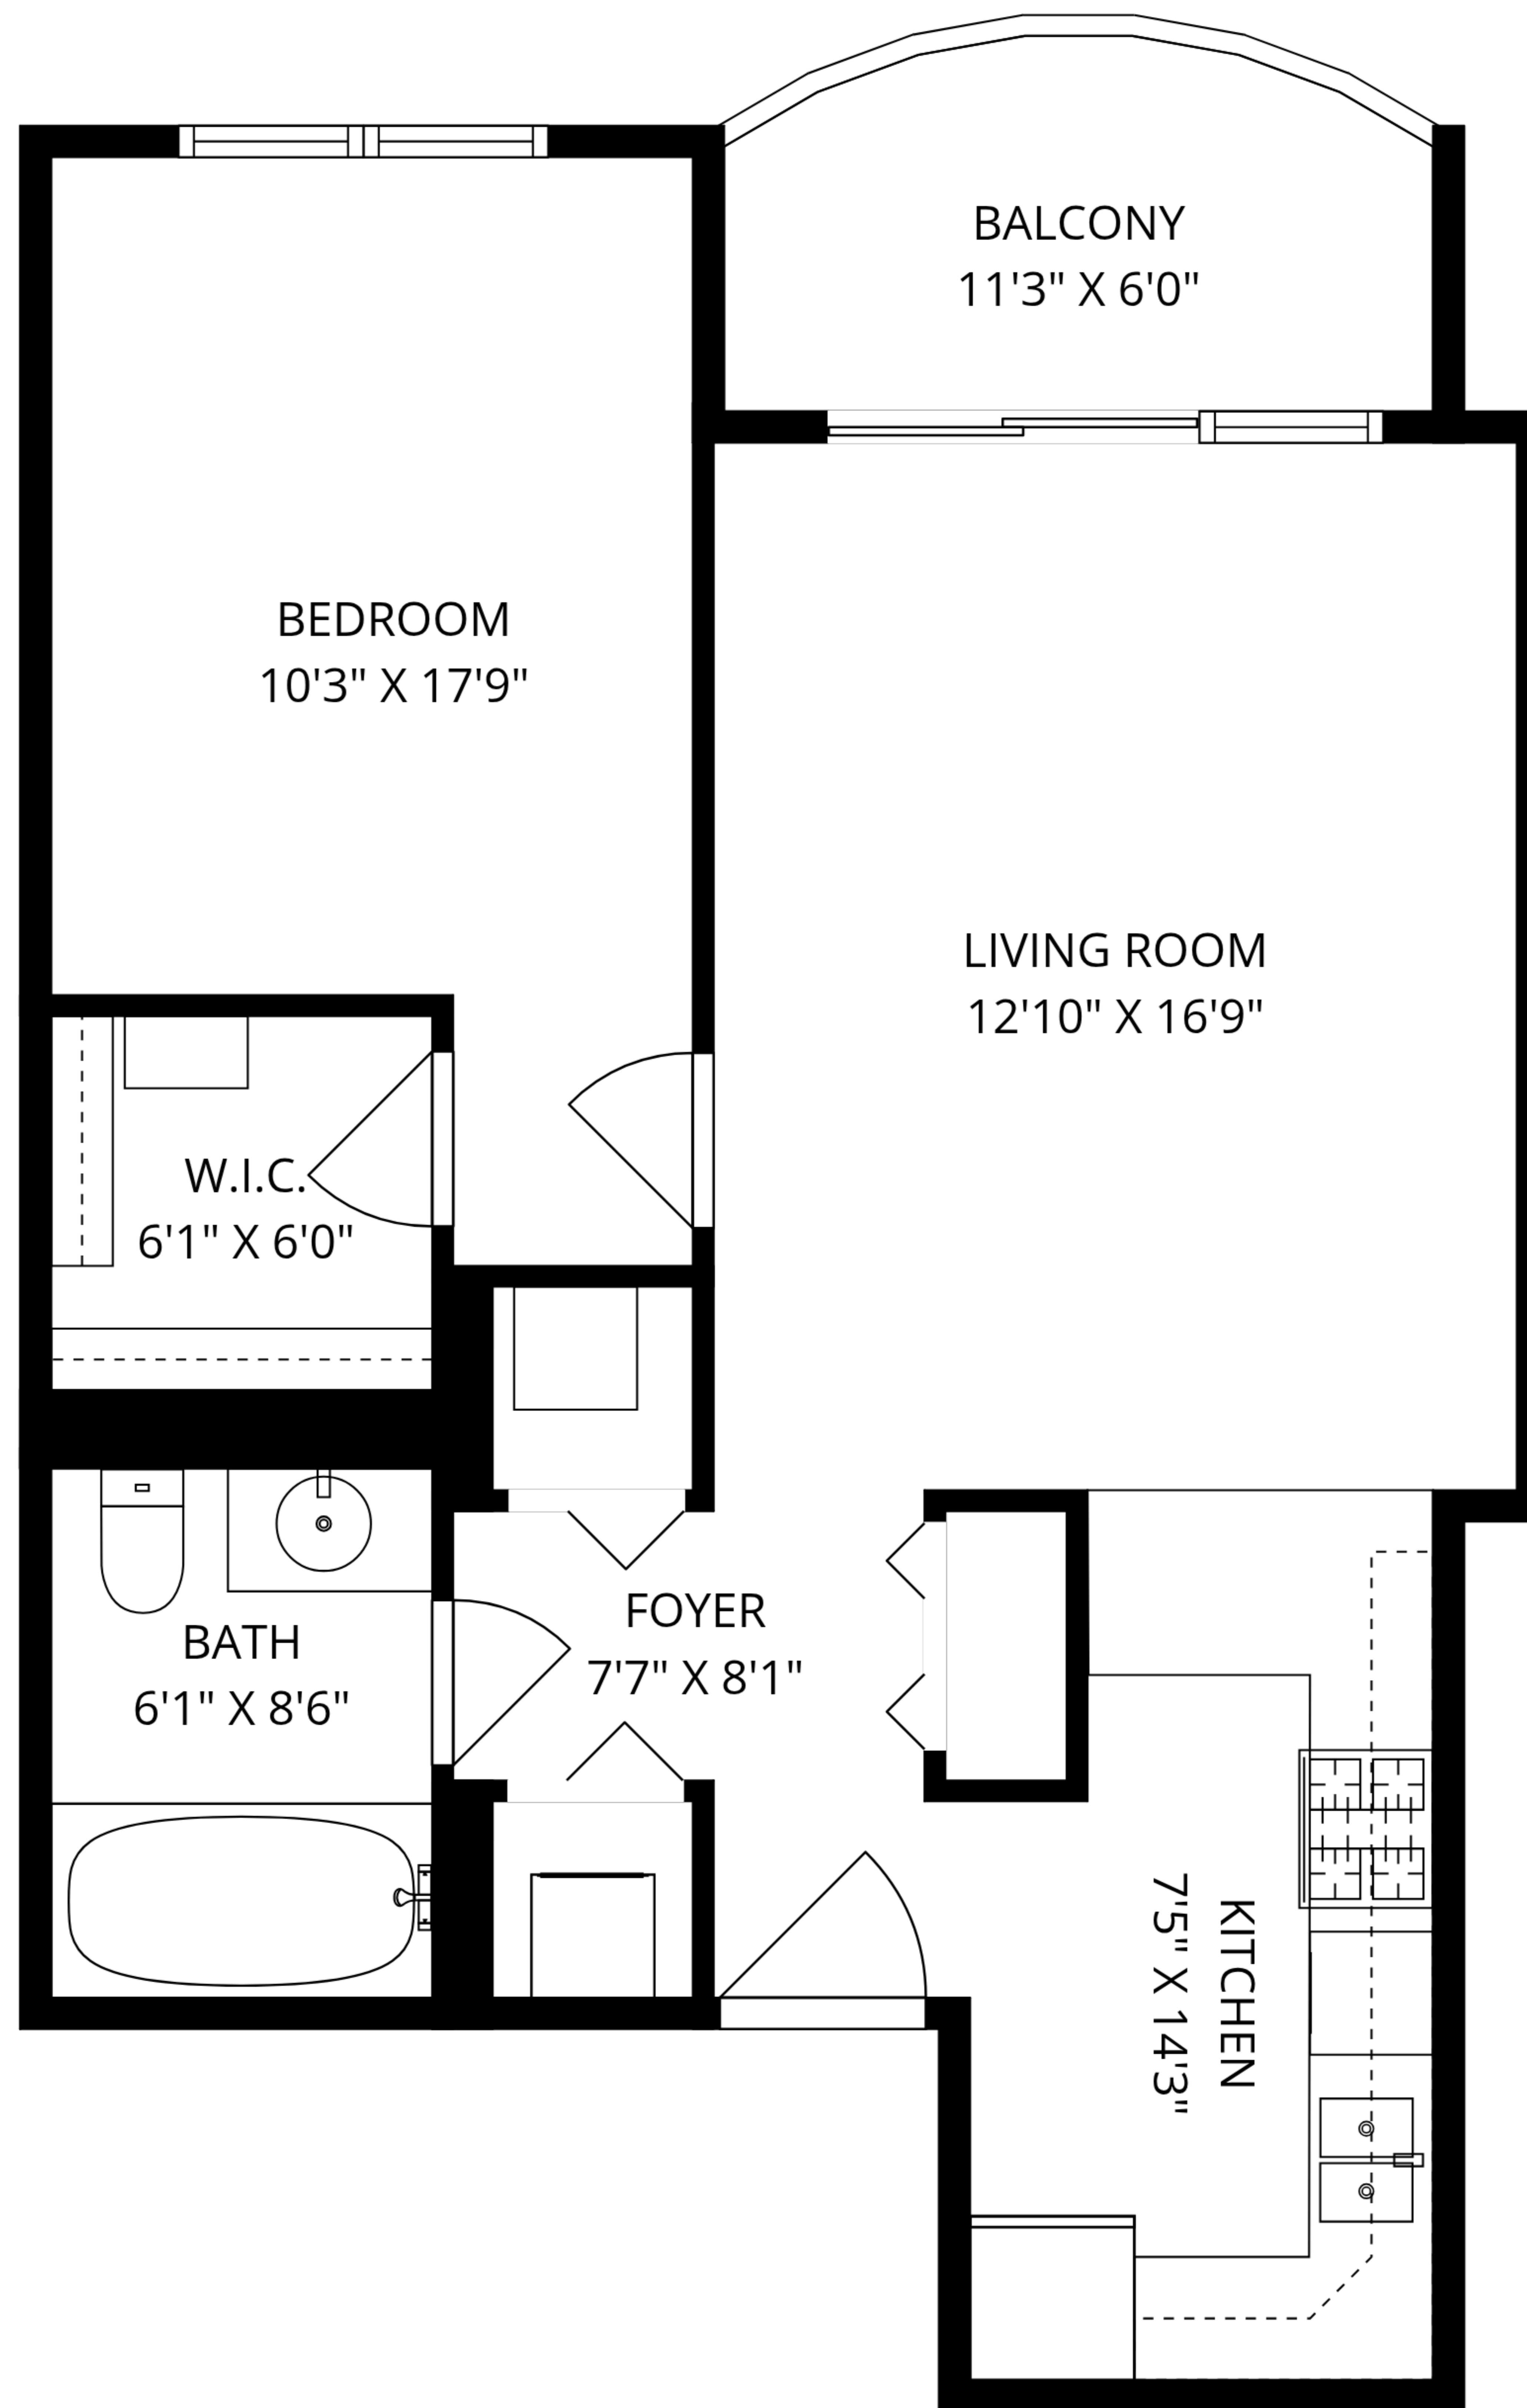 BALCONY
11'3" X 6'0"
BEDROOM
10'3" X 17'9"
LIVING ROOM
12'10" X 16'9"
W.I.C.
6'1" X 6'0"
FOYER
7'7" X 8'1"
BATH
6'1" X 8'6"
KITCHEN
7'5" X 14'3"